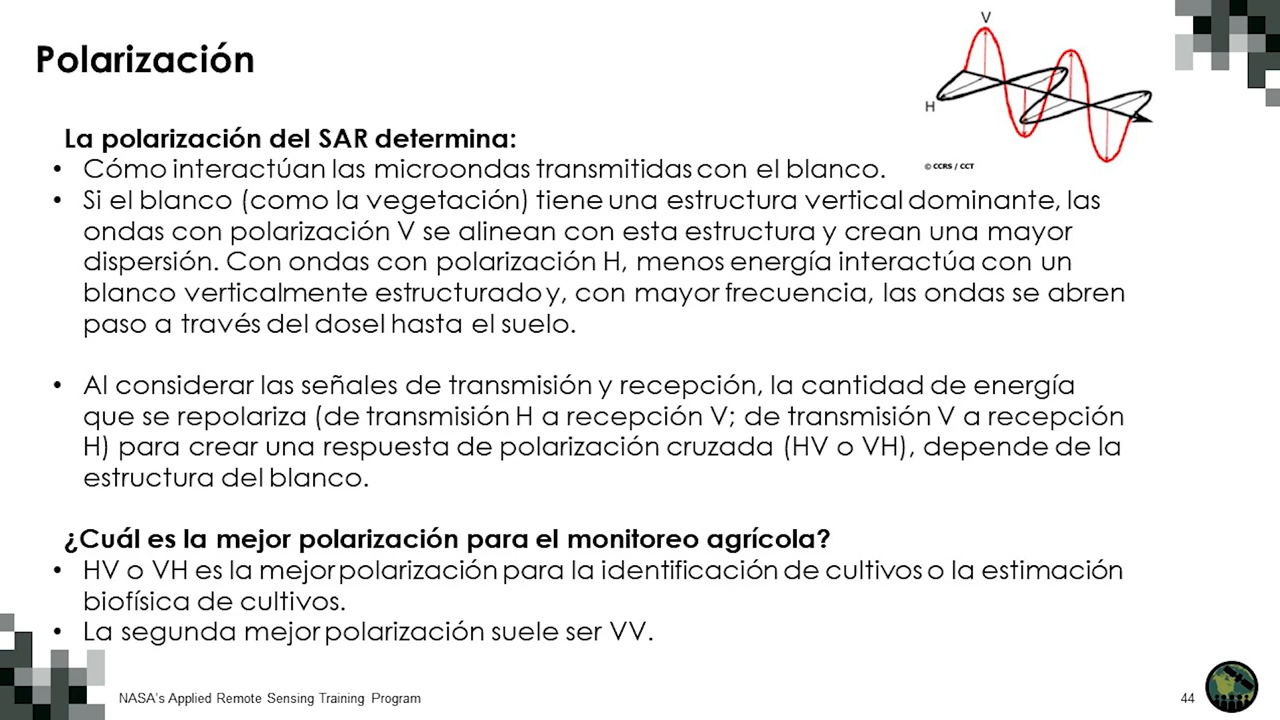 Polarización
V
H
© CCRS / CCT
La polarización del SAR determina:
• Cómo interactúan las microondas transmitidas con el blanco.
• Si el blanco (como la vegetación) tiene una estructura vertical dominante, las
ondas con polarización V se alinean con esta estructura y crean una mayor
dispersión. Con ondas con polarización H, menos energía interactúa con un
blanco verticalmente estructurado y, con mayor frecuencia, las ondas se abren
paso a través del dosel hasta el suelo.
• Al considerar las señales de transmisión y recepción, la cantidad de energía
que se repolariza (de transmisión H a recepción V; de transmisión V a recepción
H) para crear una respuesta de polarización cruzada (HV o VH), depende de la
estructura del blanco.
¿Cuál es la mejor polarización para el monitoreo agrícola?
• HV o VH es la mejor polarización para la identificación de cultivos o la estimación
biofísica de cultivos.
• La segunda mejor polarización suele ser VV.
NASA's Applied Remote Sensing Training Program
44